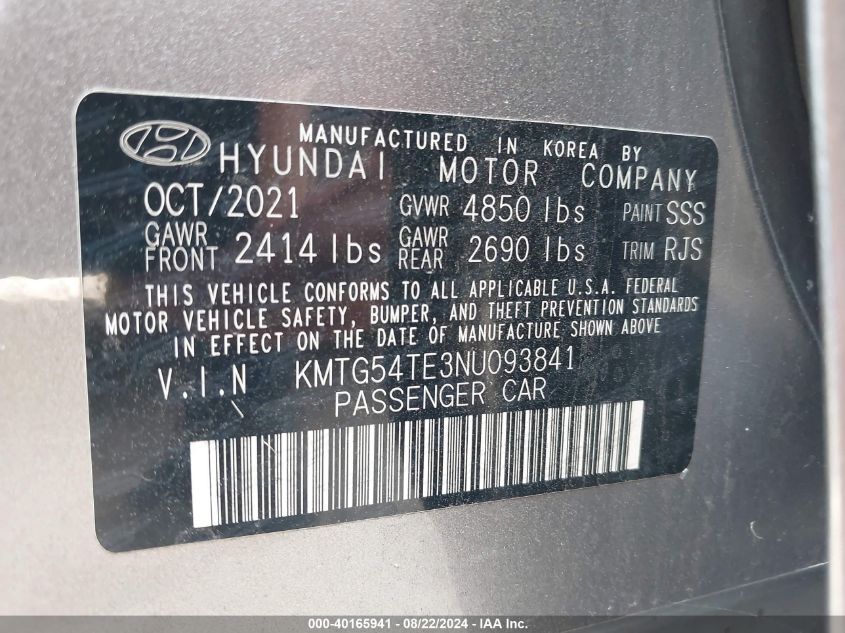 MANUFACTURED IN KOREA BY
HYUNDAI MOTOR COMPANY
OCT/2021 GVWR 4850 lbs PAINT SSS
GAWR FRONT 2414 lbs GAWR REAR 2690 lbs TRIM RJS
THIS VEHICLE CONFORMS TO ALL APPLICABLE U.S.A. FEDERAL
MOTOR VEHICLE SAFETY, BUMPER, AND THEFT PREVENTION STANDARDS
IN EFFECT ON THE DATE OF MANUFACTURE SHOWN ABOVE
V.I.N KMTG54TE3NU093841
PASSENGER CAR
000-40165941 - 08/22/2024 - IAA Inc.